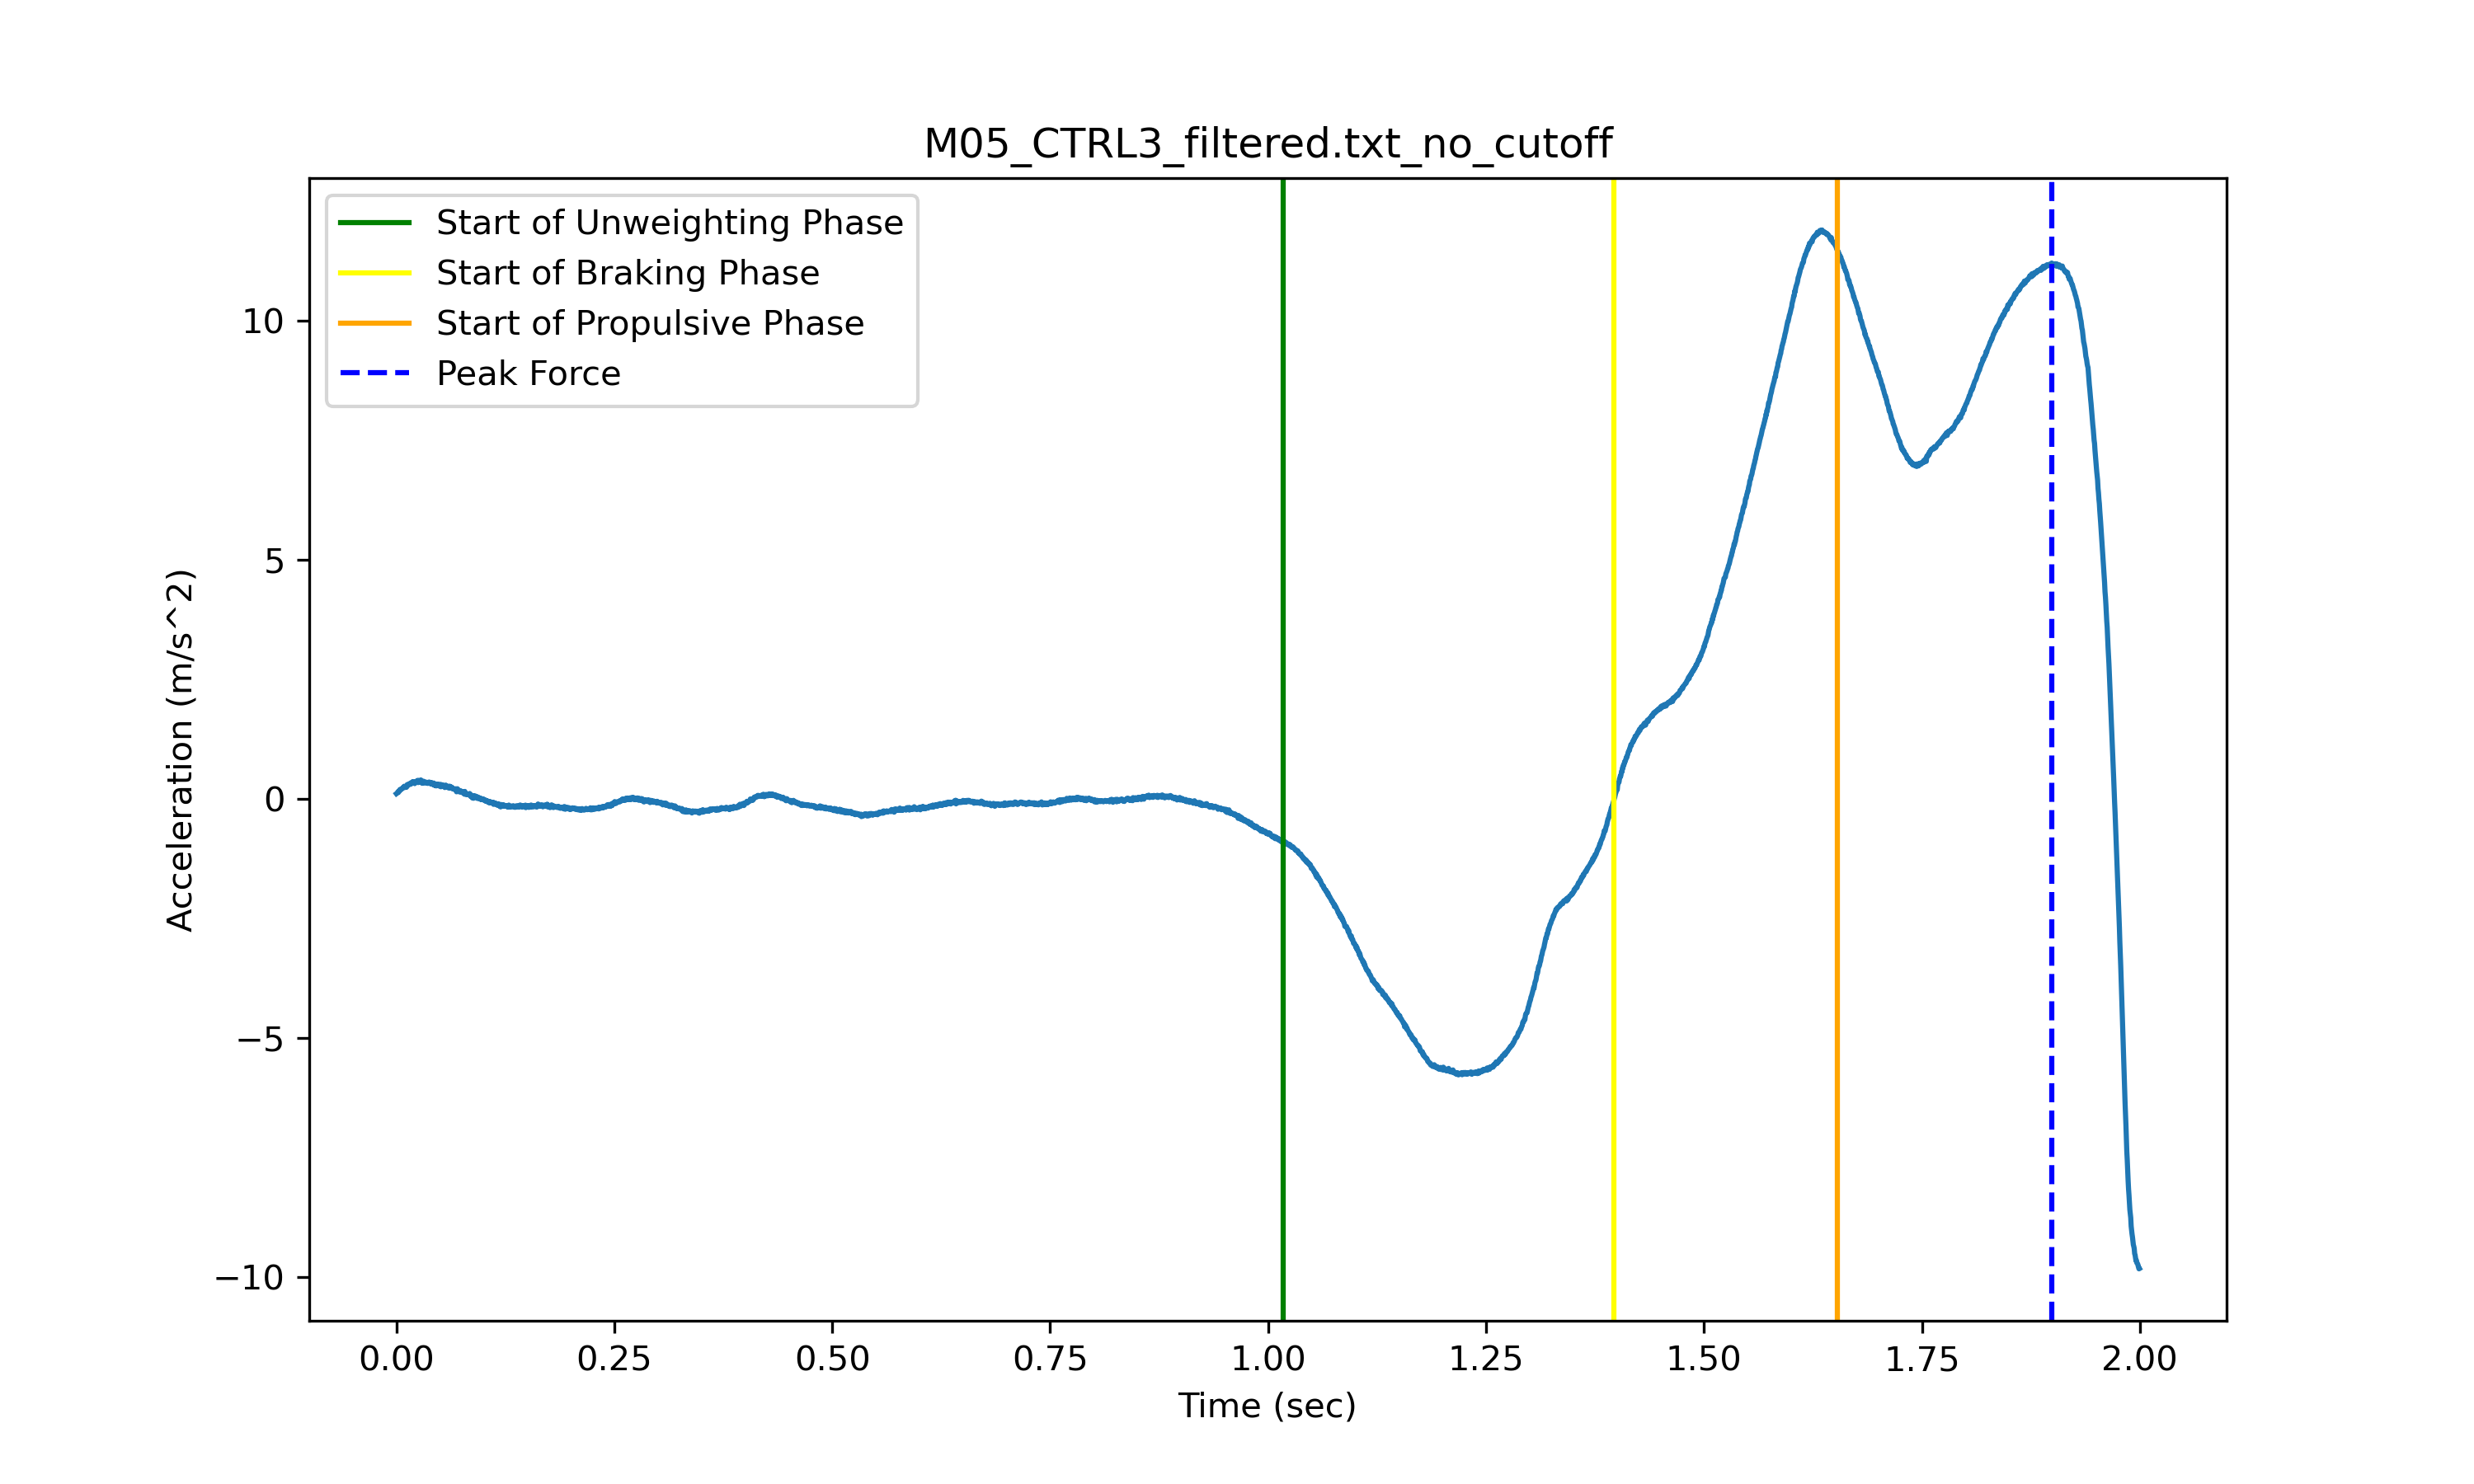 M05_CTRL3_filtered.txt_no_cutoff
Start of Unweighting Phase
Start of Braking Phase
Start of Propulsive Phase
Peak Force
10
5
0
−5
−10
Acceleration (m/s^2)
0.00 0.25 0.50 0.75 1.00 1.25 1.50 1.75 2.00
Time (sec)